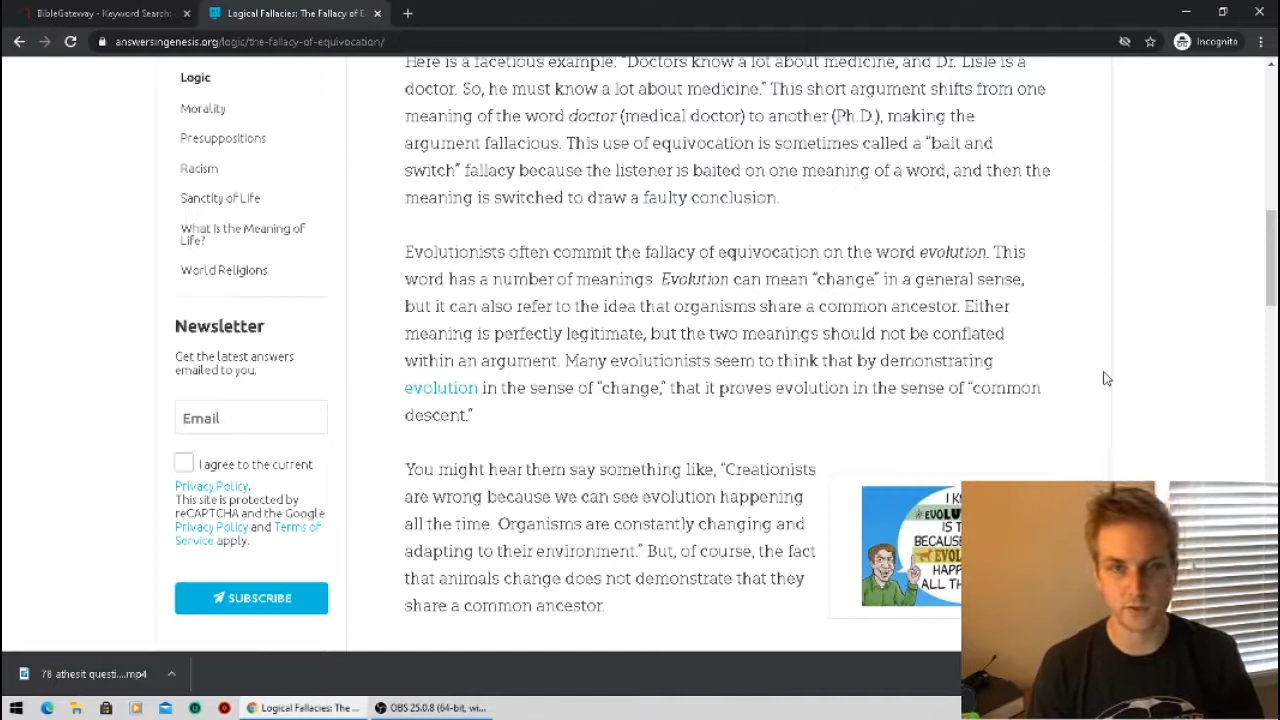 BibleGateway - Keyword Search:
Logical Fallacies: The Fallacy of E
answersingenesis.org/logic/the-fallacy-of-equivocation/
Incognito
Logic
Morality
Presuppositions
Racism
Sanctity of Life
What Is the Meaning of
Life?
World Religions
Newsletter
Get the latest answers
emailed to you.
Email
I agree to the current
Privacy Policy.
This site is protected by
reCAPTCHA and the Google
Privacy Policy and Terms of
Service apply.
SUBSCRIBE
Here is a facetious example: “Doctors know a lot about medicine, and Dr. Lisle is a
doctor. So, he must know a lot about medicine.” This short argument shifts from one
meaning of the word doctor (medical doctor) to another (Ph.D.), making the
argument fallacious. This use of equivocation is sometimes called a “bait and
switch” fallacy because the listener is baited on one meaning of a word, and then the
meaning is switched to draw a faulty conclusion.
Evolutionists often commit the fallacy of equivocation on the word evolution. This
word has a number of meanings. Evolution can mean “change” in a general sense,
but it can also refer to the idea that organisms share a common ancestor. Either
meaning is perfectly legitimate, but the two meanings should not be conflated
within an argument. Many evolutionists seem to think that by demonstrating
evolution in the sense of “change,” that it proves evolution in the sense of “common
descent.”
You might hear them say something like, “Creationists
are wrong because we can see evolution happening
all the time. Organisms are constantly changing and
adapting to their environment.” But, of course, the fact
that animals change does not demonstrate that they
share a common ancestor.
I K
EVOLU
IS T
BECAUSE
EVOL
HAP
ALL TH
78 athesit questi....mp4
Logical Fallacies: The...
OBS 25.0.8 (64-bit, wi...